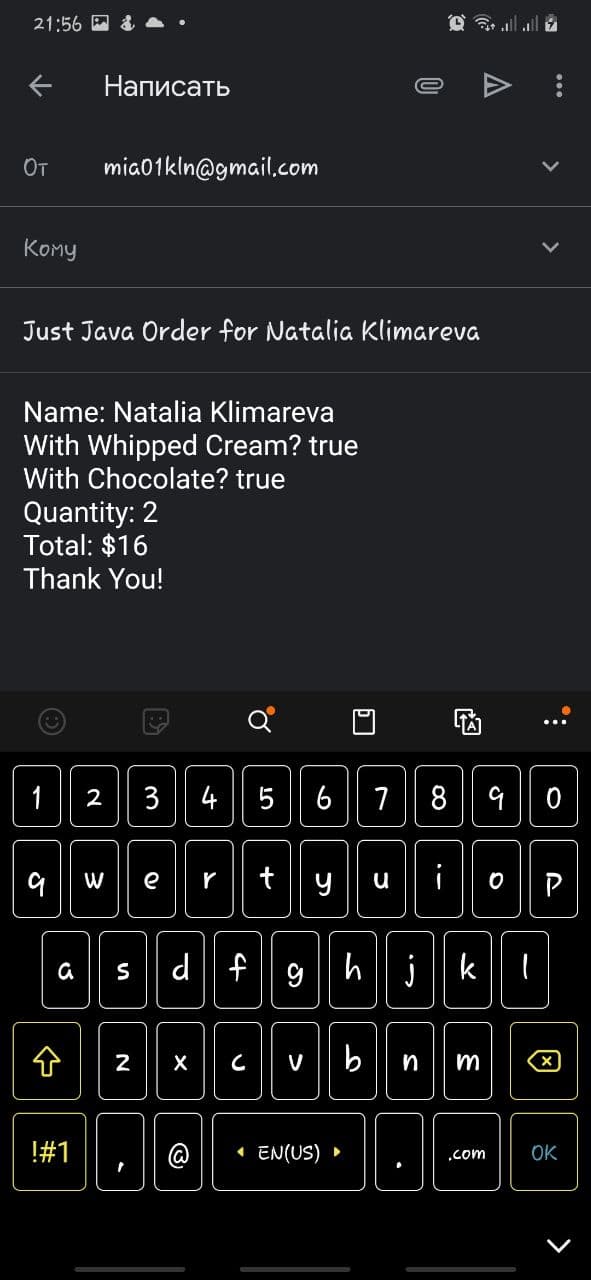 21:56
Написать
От mia01kln@gmail.com
Кому
Just Java Order for Natalia Klimareva
Name: Natalia Klimareva
With Whipped Cream? true
With Chocolate? true
Quantity: 2
Total: $16
Thank You!
1 2 3 4 5 6 7 8 9 0
q w e r t y u i o p
a s d f g h j k l
z x c v b n m
!#1 , @ EN(US) . .com OK